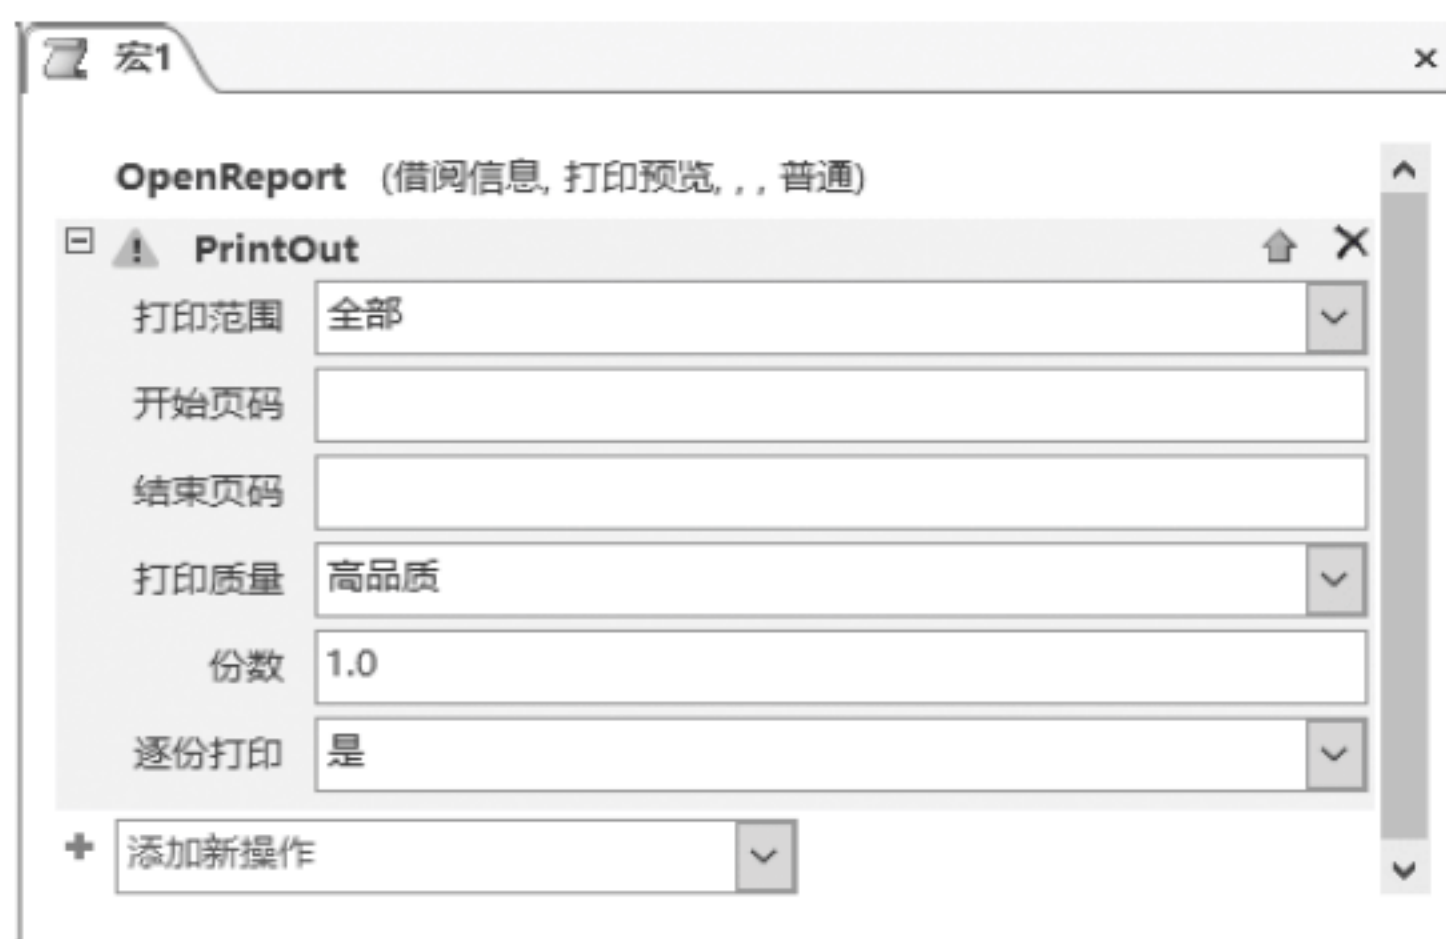 宏1
OpenReport (借阅信息, 打印预览, , , 普通)
PrintOut
打印范围 全部
开始页码
结束页码
打印质量 高品质
份数 1.0
逐份打印 是
添加新操作